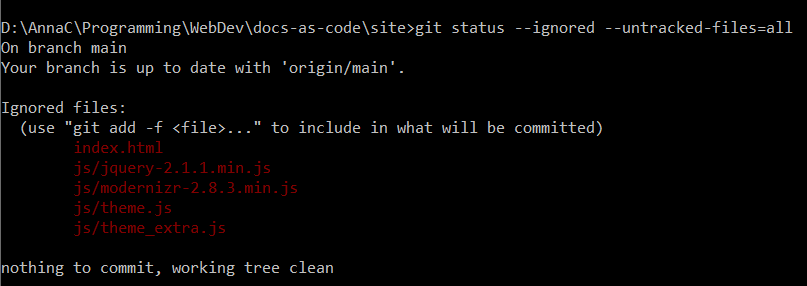 D:\AnnaC\Programming\WebDev\docs-as-code\site>git status --ignored --untracked-files=all
On branch main
Your branch is up to date with 'origin/main'.
Ignored files:
(use "git add -f <file>..." to include in what will be committed)
index.html
js/jquery-2.1.1.min.js
js/modernizr-2.8.3.min.js
js/theme.js
js/theme_extra.js
nothing to commit, working tree clean